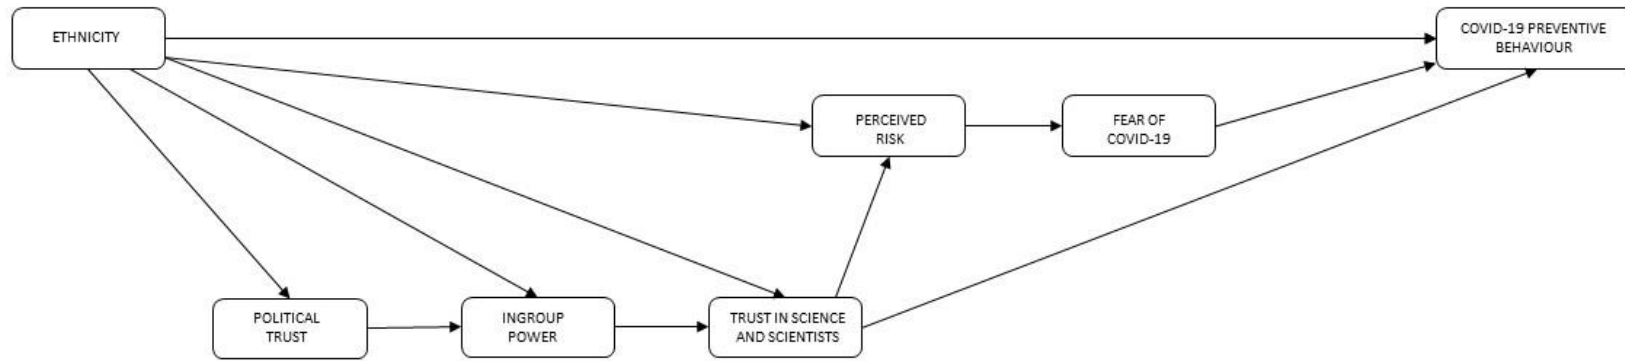 ETHNICITY
COVID-19 PREVENTIVE
BEHAVIOUR
PERCEIVED
RISK
FEAR OF
COVID-19
POLITICAL
TRUST
INGROUP
POWER
TRUST IN SCIENCE
AND SCIENTISTS